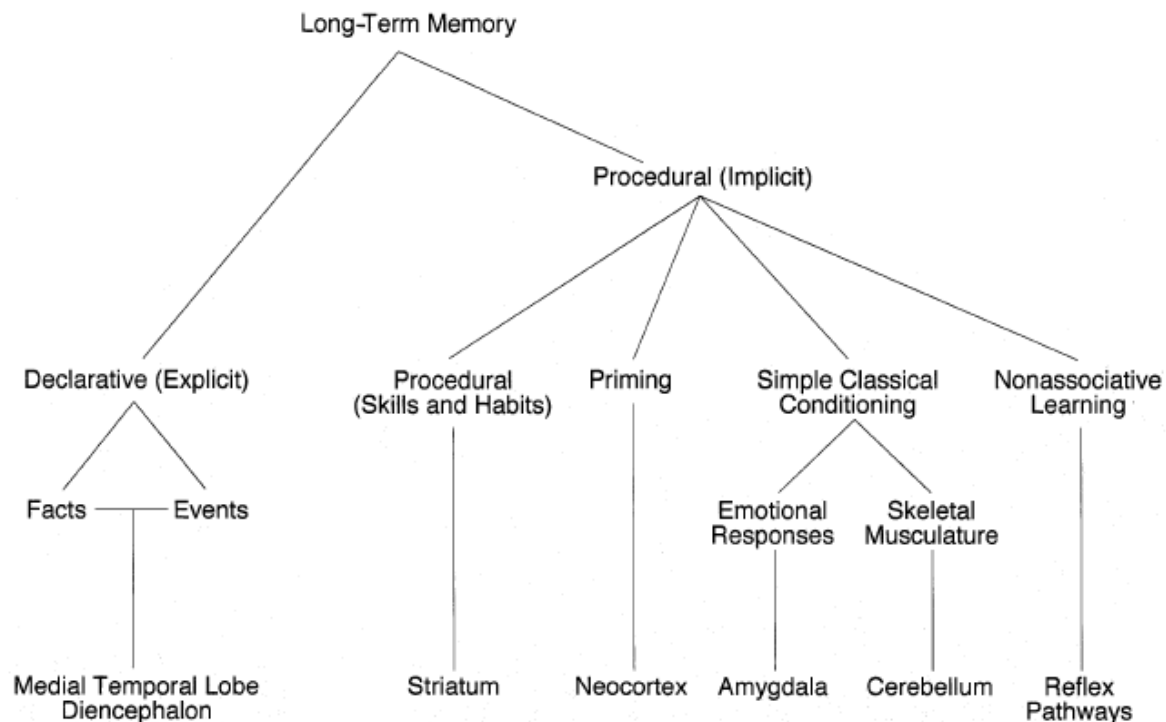 Long-Term Memory
Procedural (Implicit)
Declarative (Explicit)
Procedural
(Skills and Habits)
Priming
Simple Classical
Conditioning
Nonassociative
Learning
Facts
Events
Emotional
Responses
Skeletal
Musculature
Medial Temporal Lobe
Diencephalon
Striatum
Neocortex
Amygdala
Cerebellum
Reflex
Pathways